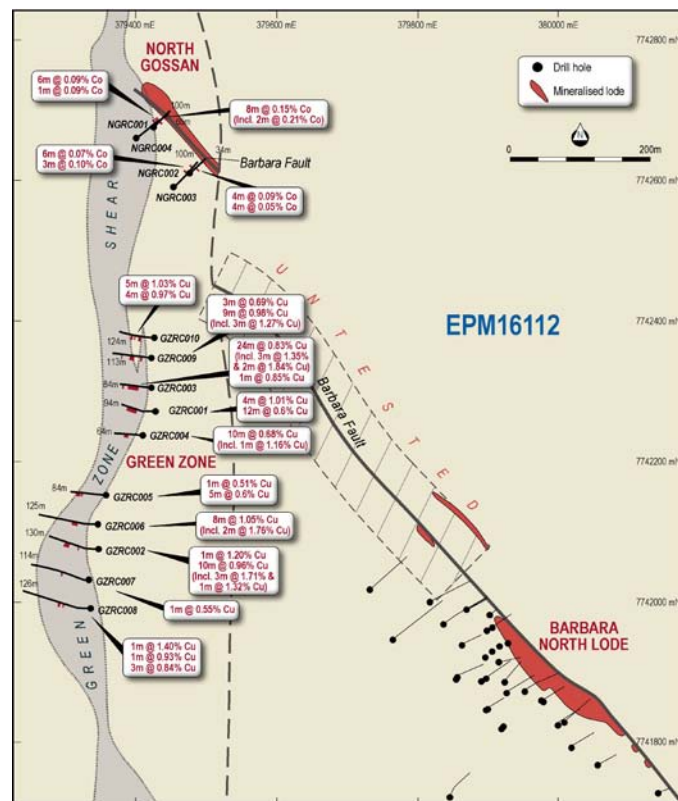 379400 mE
379600 mE
379800 mE
380000 mE
7742800 mN
NORTH
GOSSAN
Drill hole
Mineralised lode
6m @ 0.09% Co
1m @ 0.09% Co
100m
8m @ 0.15% Co
(Incl. 2m @ 0.21% Co)
NGRC001
NGRC004
N
0
200m
6m @ 0.07% Co
3m @ 0.10% Co
100m
34m
Barbara Fault
NGRC002
NGRC003
7742600 mN
4m @ 0.09% Co
4m @ 0.05% Co
SHEAR
UNTESTED
5m @ 1.03% Cu
4m @ 0.97% Cu
3m @ 0.69% Cu
9m @ 0.98% Cu
(Incl. 3m @ 1.27% Cu)
EPM16112
7742400 mN
124m
GZRC010
113m
GZRC009
24m @ 0.83% Cu
(Incl. 3m @ 1.35%
& 2m @ 1.84% Cu)
1m @ 0.85% Cu
84m
GZRC003
Barbara Fault
94m
GZRC001
4m @ 1.01% Cu
12m @ 0.6% Cu
64m
GZRC004
10m @ 0.68% Cu
(Incl. 1m @ 1.16% Cu)
ZONE
GREEN ZONE
7742200 mN
84m
GZRC005
1m @ 0.51% Cu
5m @ 0.6% Cu
125m
GZRC006
8m @ 1.05% Cu
(Incl. 2m @ 1.76% Cu)
130m
GZRC002
1m @ 1.20% Cu
10m @ 0.96% Cu
(Incl. 3m @ 1.71% &
1m @ 1.32% Cu)
114m
GZRC007
1m @ 0.55% Cu
126m
GZRC008
7742000 mN
BARBARA
NORTH LODE
GREEN
1m @ 1.40% Cu
1m @ 0.93% Cu
3m @ 0.84% Cu
7741800 mN